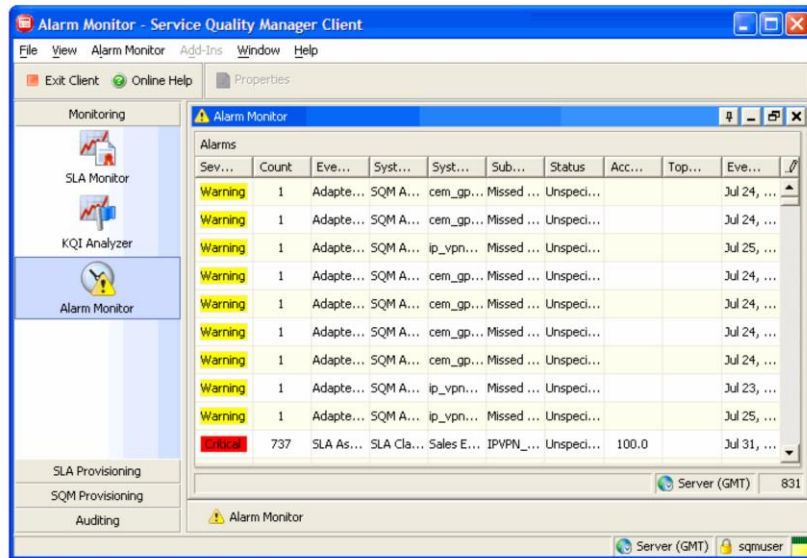 Alarm Monitor - Service Quality Manager Client
File View Alarm Monitor Add-Ins Window Help
Exit Client Online Help Properties
Monitoring
SLA Monitor
KQI Analyzer
Alarm Monitor
SLA Provisioning
SQM Provisioning
Auditing
Alarm Monitor
Alarms
Sev... Count Eve... Syst... Syst... Sub... Status Acc... Top... Eve...
Warning 1 Adapte... SQM A... cem_gp... Missed ... Unspeci... Jul 24, ...
Warning 1 Adapte... SQM A... cem_gp... Missed ... Unspeci... Jul 24, ...
Warning 1 Adapte... SQM A... ip_vpn... Missed ... Unspeci... Jul 25, ...
Warning 1 Adapte... SQM A... cem_gp... Missed ... Unspeci... Jul 24, ...
Warning 1 Adapte... SQM A... cem_gp... Missed ... Unspeci... Jul 24, ...
Warning 1 Adapte... SQM A... cem_gp... Missed ... Unspeci... Jul 24, ...
Warning 1 Adapte... SQM A... cem_gp... Missed ... Unspeci... Jul 24, ...
Warning 1 Adapte... SQM A... ip_vpn... Missed ... Unspeci... Jul 23, ...
Warning 1 Adapte... SQM A... ip_vpn... Missed ... Unspeci... Jul 25, ...
Critical 737 SLA As... SLA Cla... Sales E... IPVPN_... Unspeci... 100.0 Jul 31, ...
Server (GMT) 831
Alarm Monitor
Server (GMT) sqmuser